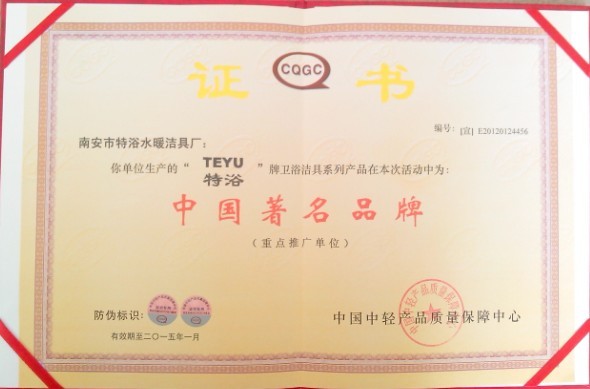 证 CQGC 书
编号:[宣] E20120124456
南安市特浴水暖洁具厂:
你单位生产的“TEYU 特浴”牌卫浴洁具系列产品在本次活动中为:
中国著名品牌
(重点推广单位)
防伪标识:
中国中轻产品质量保障中心
有效期至二〇一五年一月